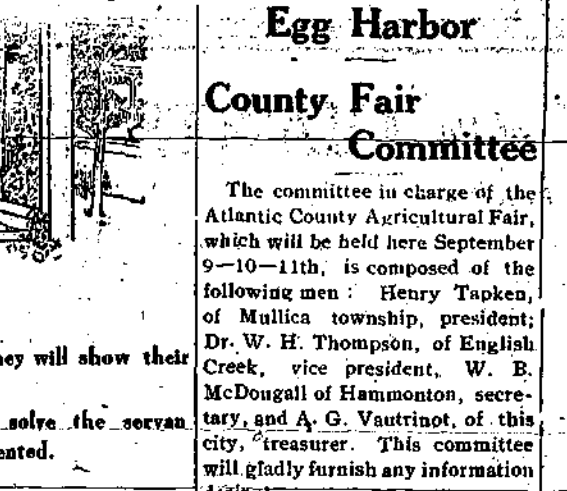 Egg Harbor
County Fair
Committee
The committee in charge of the
Atlantic County Agricultural Fair,
which will be held here September
9—10—11th, is composed of the
following men : Henry Tapken,
of Mullica township, president;
Dr. W. H. Thompson, of English
Creek, vice president, W. B.
McDougall of Hammonton, secre-
tary, and A. G. Vautrinot, of this
city, treasurer. This committee
will gladly furnish any information
ey will show their
solve the servan
ented.